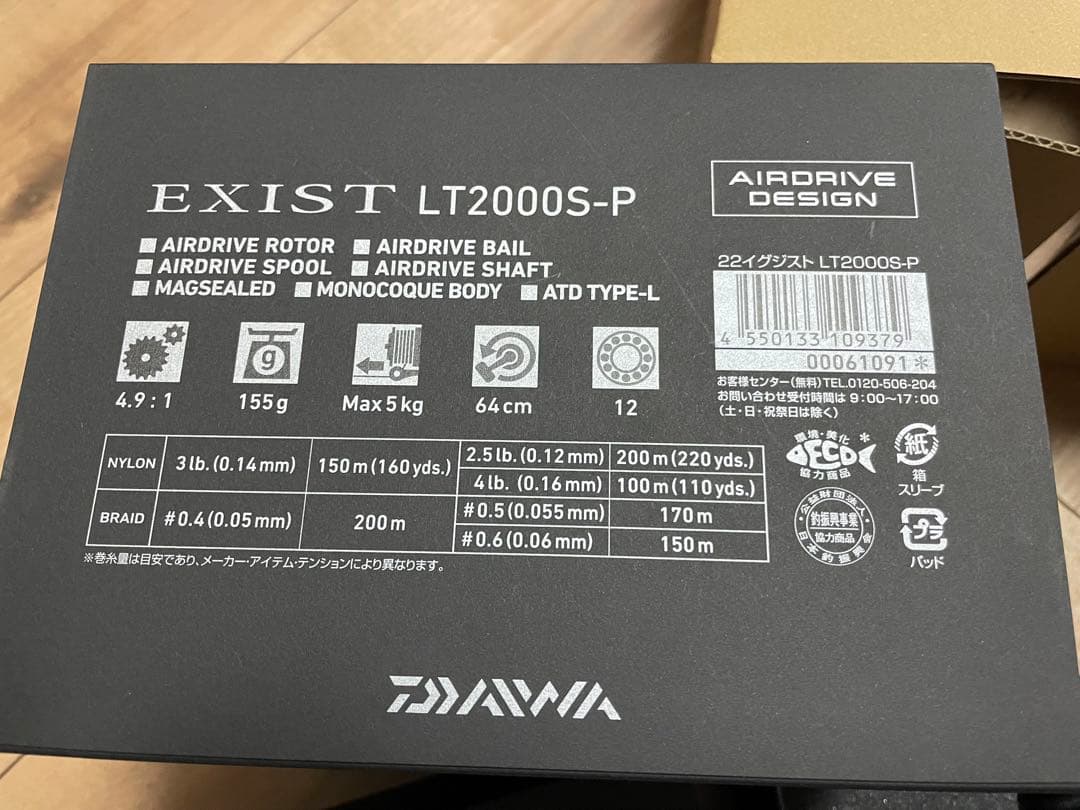 EXIST LT2000S-P
AIRDRIVE DESIGN
AIRDRIVE ROTOR AIRDRIVE BAIL
AIRDRIVE SPOOL AIRDRIVE SHAFT
MAGSEALED MONOCOQUE BODY ATD TYPE-L
22イグジスト LT2000S-P
4 550133 109379
00061091*
お客様センター(無料)TEL.0120-506-204
お問い合わせ受付時間は 9:00〜17:00
(土・日・祝祭日は除く)
g
4.9:1 155g Max 5kg 64cm 12
NYLON 3lb.(0.14mm) 150m(160yds.) 2.5lb.(0.12mm) 200m(220yds.)
4lb.(0.16mm) 100m(110yds.)
BRAID #0.4(0.05mm) 200m #0.5(0.055mm) 170m
#0.6(0.06mm) 150m
※巻糸量は目安であり、メーカー・アイテム・テンションにより異なります。
環境・美化*
ECO
協力商品
紙
箱
スリーブ
公益財団法人
釣振興事業
協力商品
日本釣振興会
プラ
パッド
DAIWA